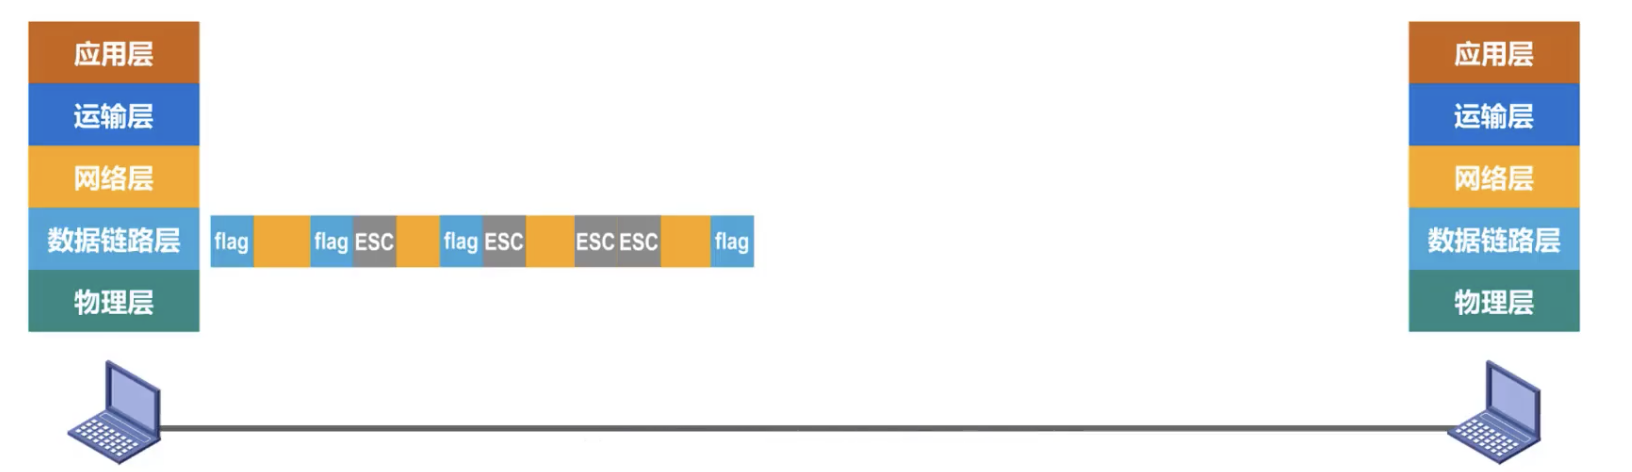 应用层
运输层
网络层
数据链路层
物理层
flag flag ESC flag ESC ESC ESC flag
应用层
运输层
网络层
数据链路层
物理层